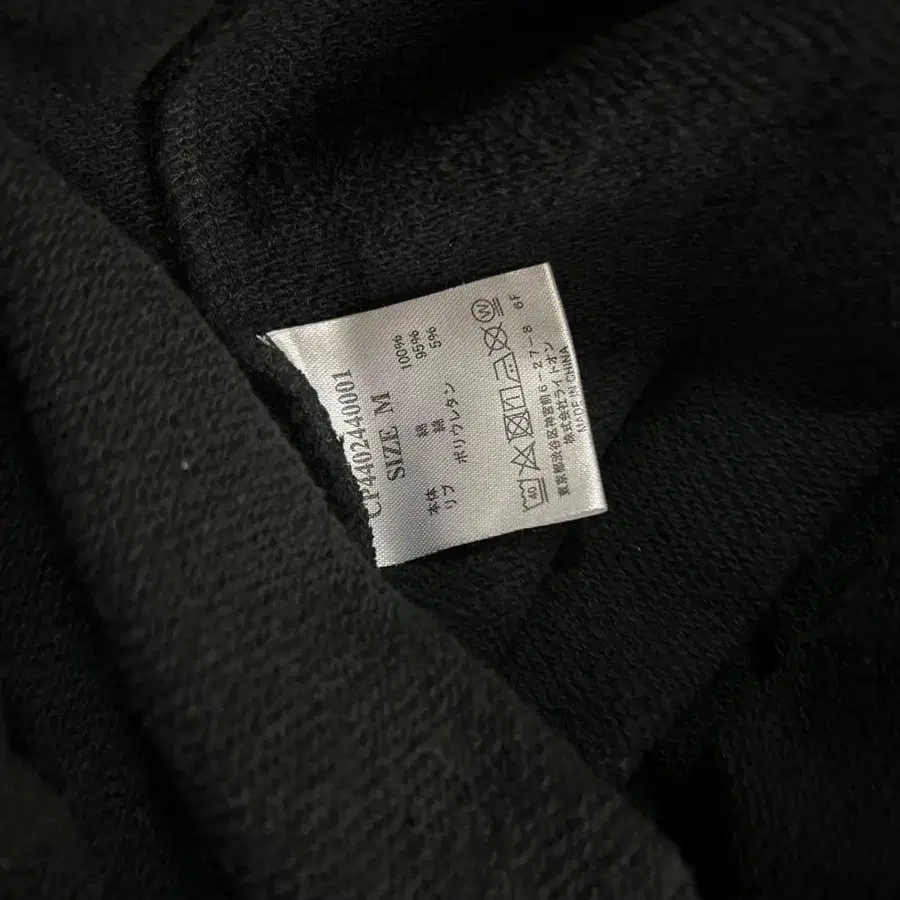 CP4402440001
SIZE M
本体 綿 100%
リブ 綿 95%
ポリウレタン 5%
40
W
東京都渋谷区神宮前6-27-8 6F
株式会社ライトオン
MADE IN CHINA